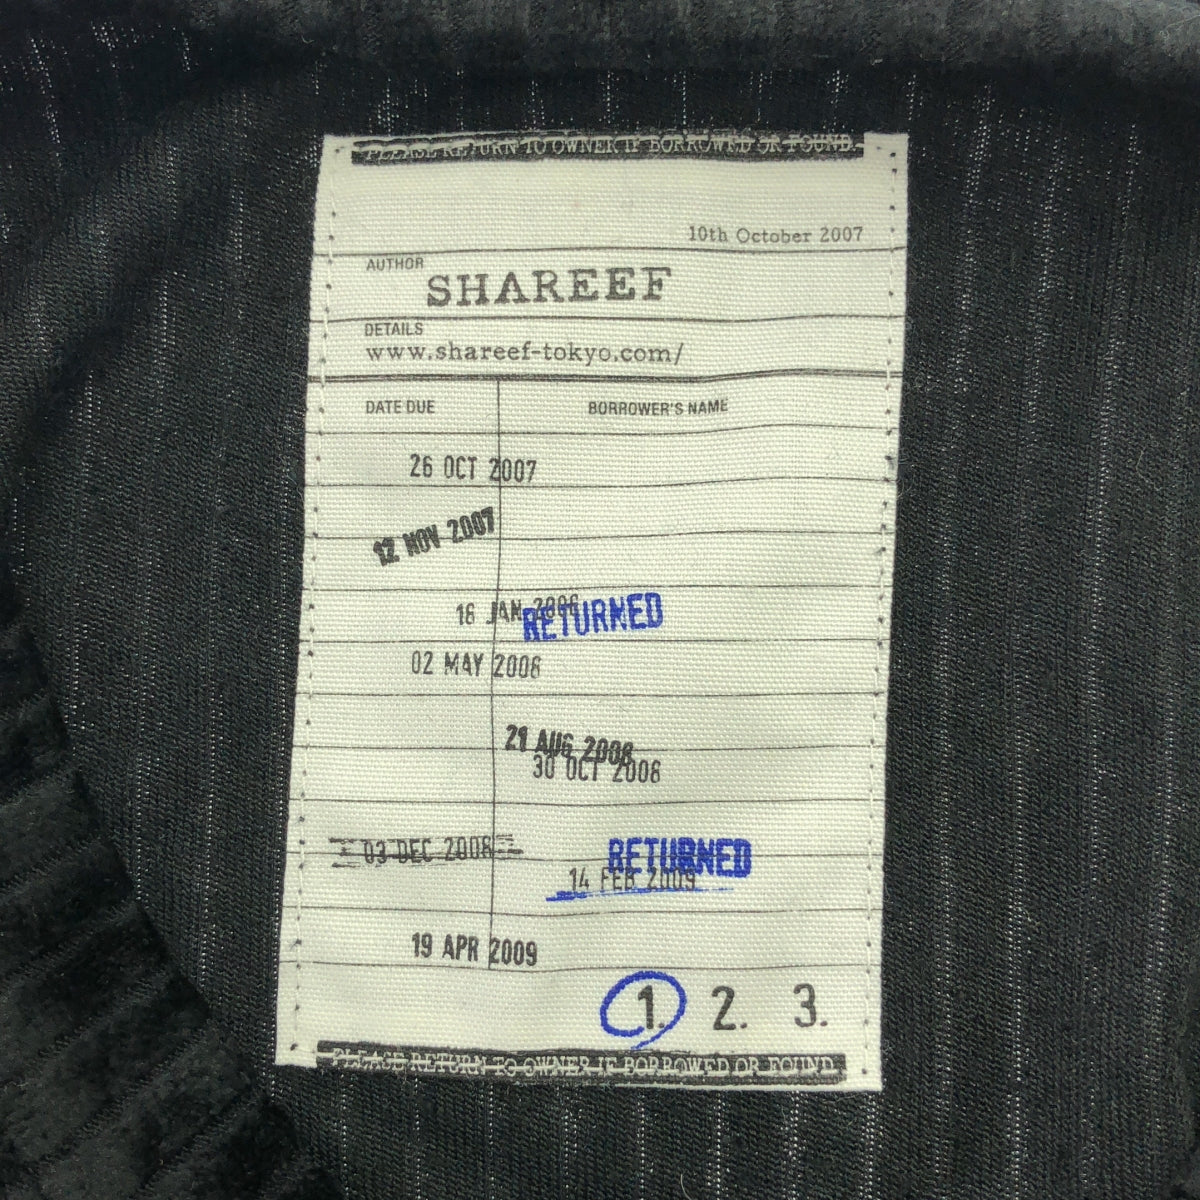 PLEASE RETURN TO OWNER IF BORROWED OR FOUND.
10th October 2007
AUTHOR
SHAREEF
DETAILS
www.shareef-tokyo.com/
DATE DUE BORROWER'S NAME
26 OCT 2007
12 NOV 2007
18 JAN RETURNED
02 MAY 2008
21 AUG 2008
30 OCT 2008
03 DEC 2008
RETURNED
14 FEB 2009
19 APR 2009
1. 2. 3.
PLEASE RETURN TO OWNER IF BORROWED OR FOUND.